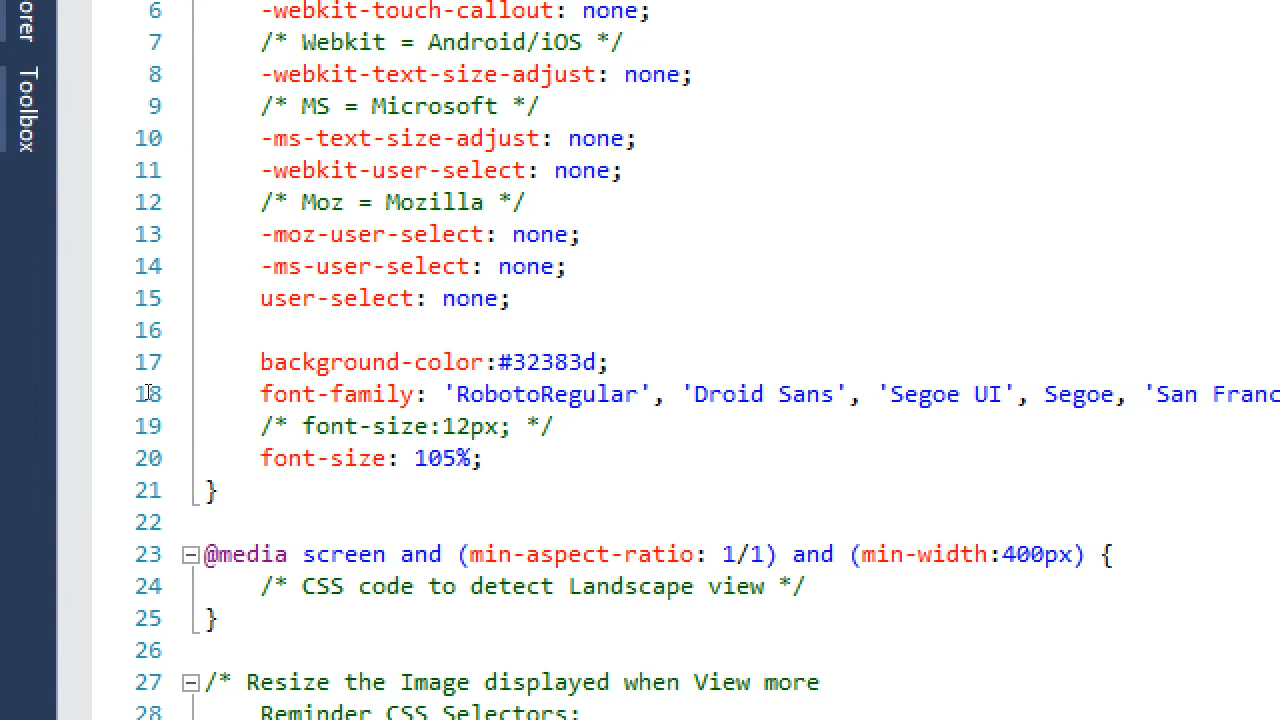 orer
Toolbox
6 -webkit-touch-callout: none;
7 /* Webkit = Android/iOS */
8 -webkit-text-size-adjust: none;
9 /* MS = Microsoft */
10 -ms-text-size-adjust: none;
11 -webkit-user-select: none;
12 /* Moz = Mozilla */
13 -moz-user-select: none;
14 -ms-user-select: none;
15 user-select: none;
16
17 background-color:#32383d;
18 font-family: 'RobotoRegular', 'Droid Sans', 'Segoe UI', Segoe, 'San Franc
19 /* font-size:12px; */
20 font-size: 105%;
21 }
22
23 @media screen and (min-aspect-ratio: 1/1) and (min-width:400px) {
24 /* CSS code to detect Landscape view */
25 }
26
27 /* Resize the Image displayed when View more
28 Reminder CSS Selectors: